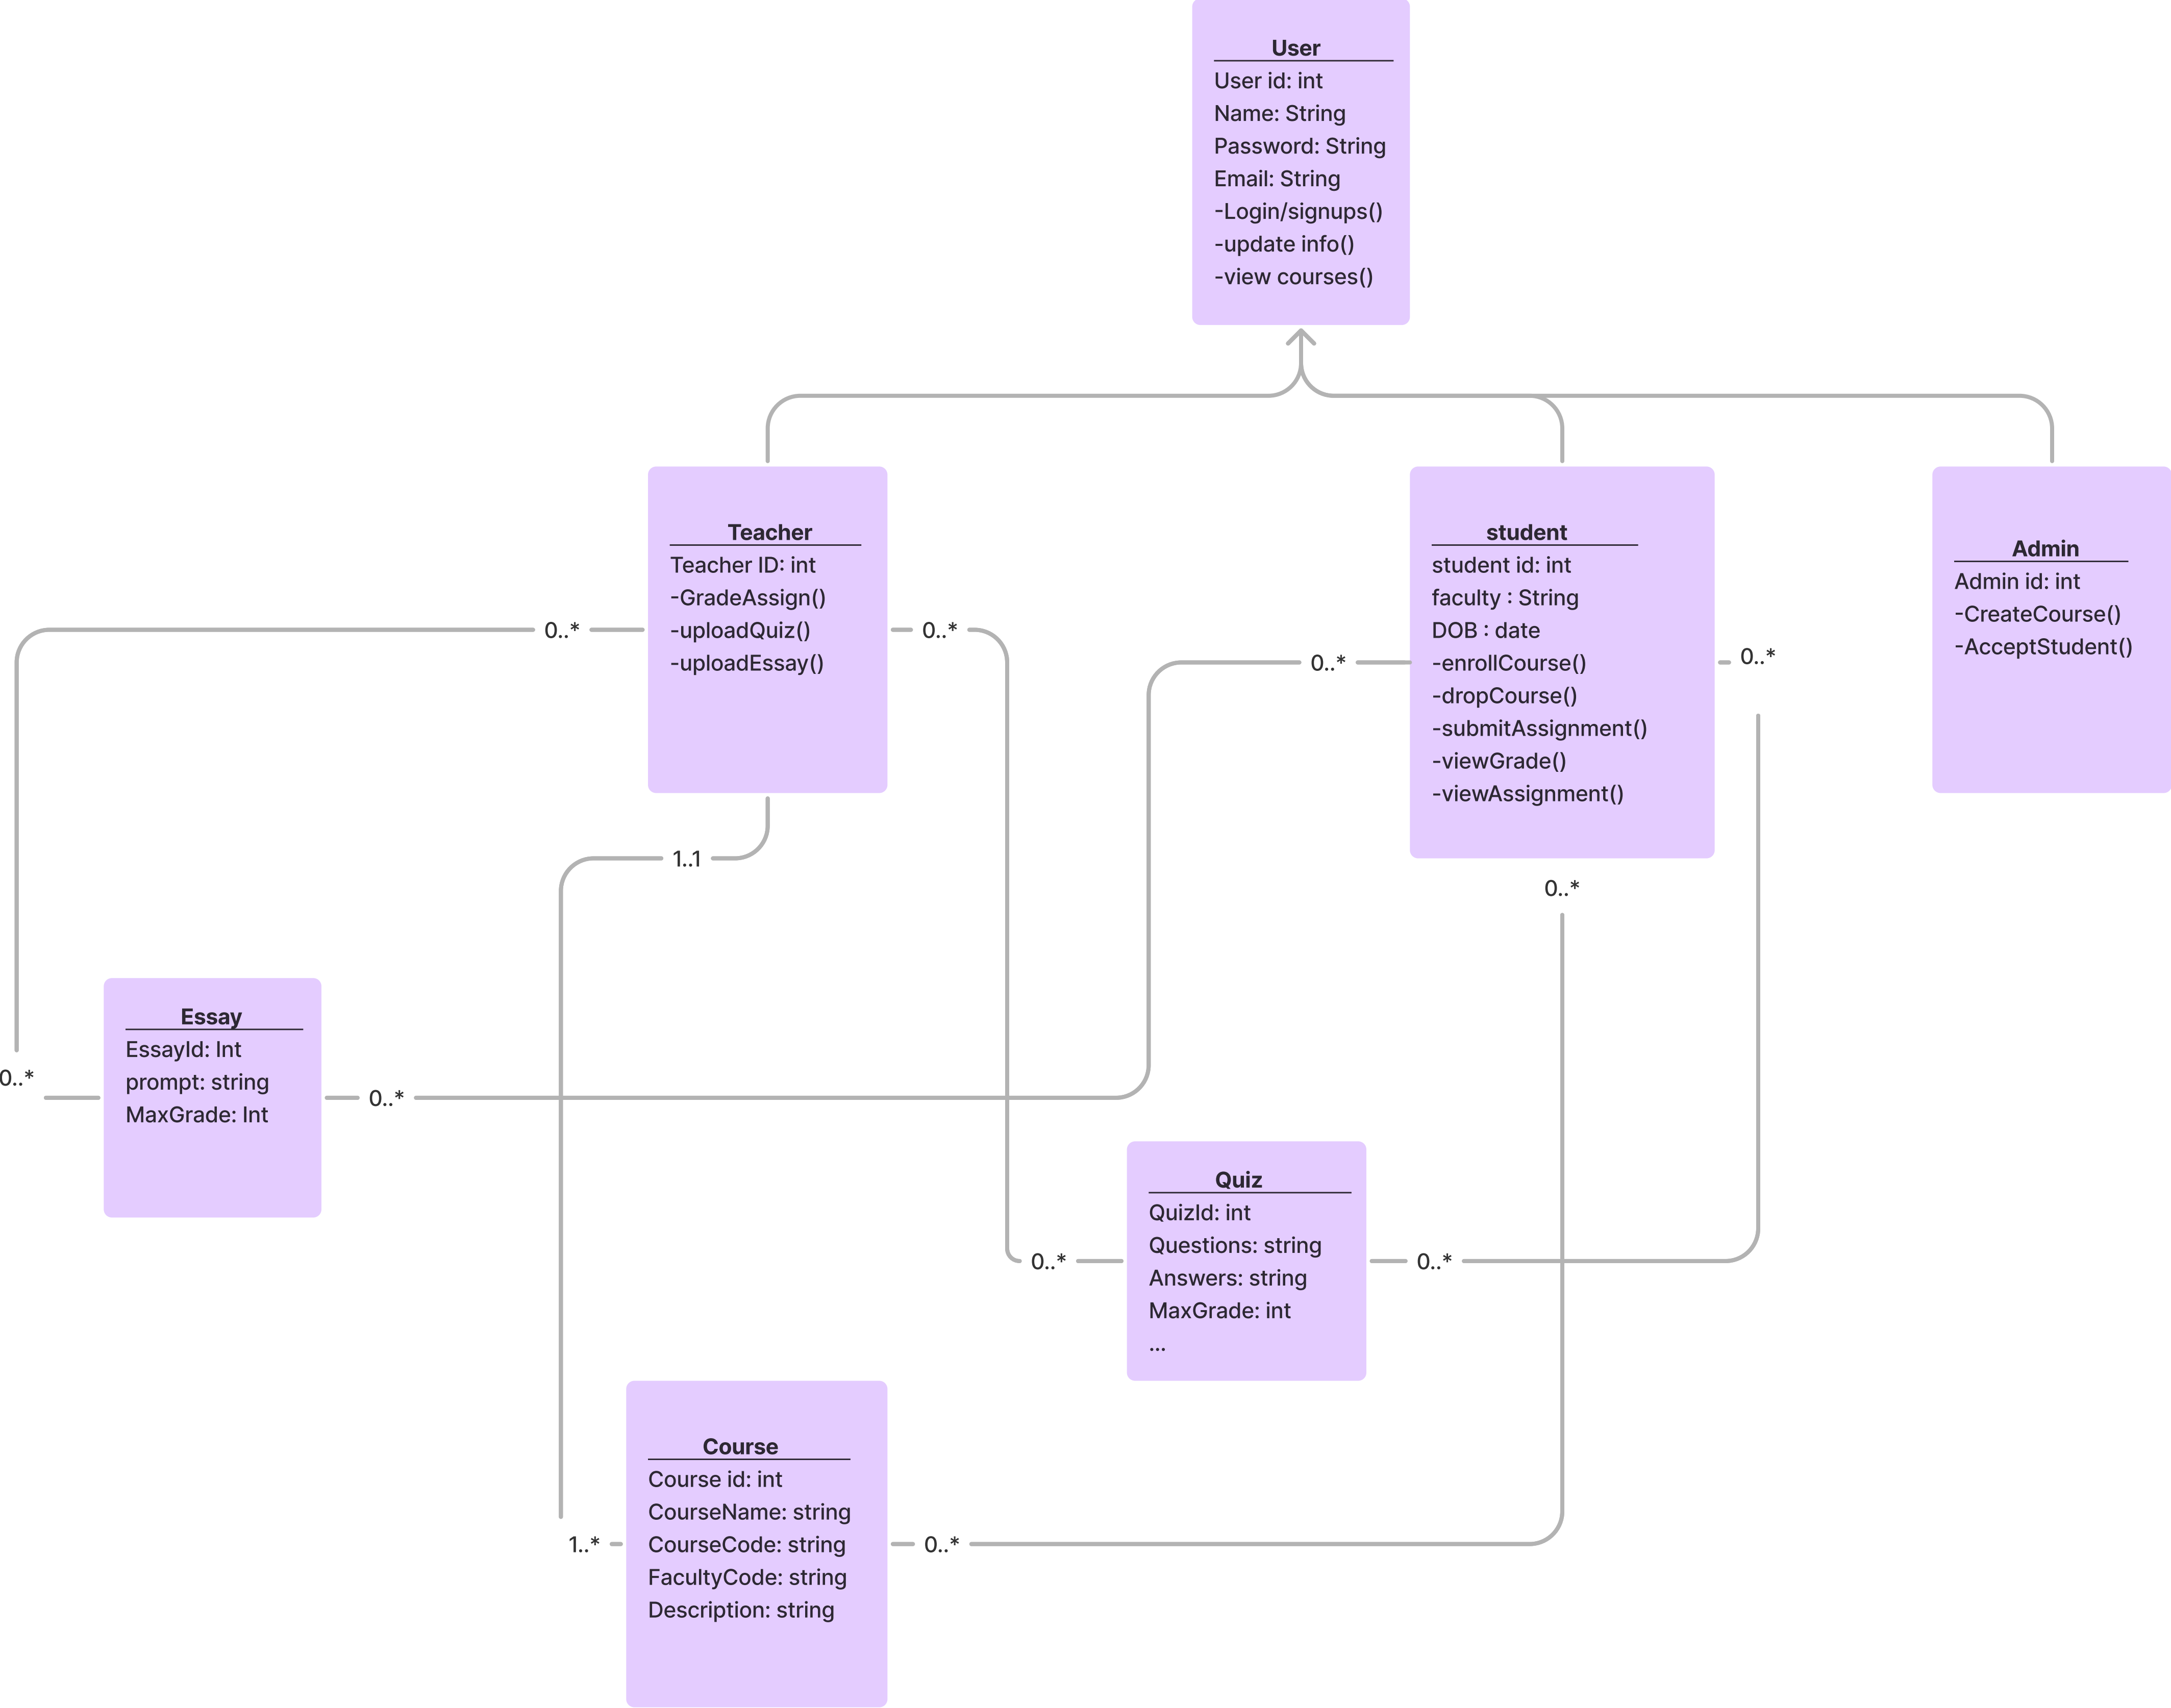 User
User id: int
Name: String
Password: String
Email: String
-Login/signups()
-update info()
-view courses()
Teacher
Teacher ID: int
-GradeAssign()
-uploadQuiz()
-uploadEssay()
student
student id: int
faculty : String
DOB : date
-enrollCourse()
-dropCourse()
-submitAssignment()
-viewGrade()
-viewAssignment()
Admin
Admin id: int
-CreateCourse()
-AcceptStudent()
0..*
0..*
0..*
0..*
1..1
0..*
Essay
EssayId: Int
prompt: string
MaxGrade: Int
0..*
0..*
Quiz
QuizId: int
Questions: string
Answers: string
MaxGrade: int
...
0..*
0..*
Course
Course id: int
CourseName: string
CourseCode: string
FacultyCode: string
Description: string
1..*
0..*